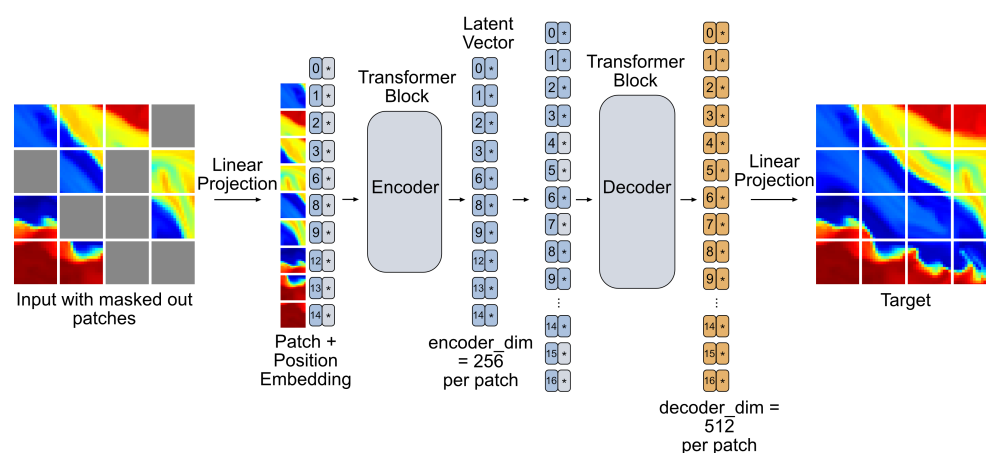 Input with masked out
patches
Linear
Projection
0 *
1 *
2 *
3 *
6 *
8 *
9 *
12 *
13 *
14 *
Patch +
Position
Embedding
Transformer
Block
Encoder
Latent
Vector
0 *
1 *
2 *
3 *
6 *
8 *
9 *
12 *
13 *
14 *
encoder_dim
= 256
per patch
0 *
1 *
2 *
3 *
4 *
5 *
6 *
7 *
8 *
9 *
⋮
14 *
15 *
16 *
Transformer
Block
Decoder
0 *
1 *
2 *
3 *
4 *
5 *
6 *
7 *
8 *
9 *
⋮
14 *
15 *
16 *
decoder_dim =
512
per patch
Linear
Projection
Target